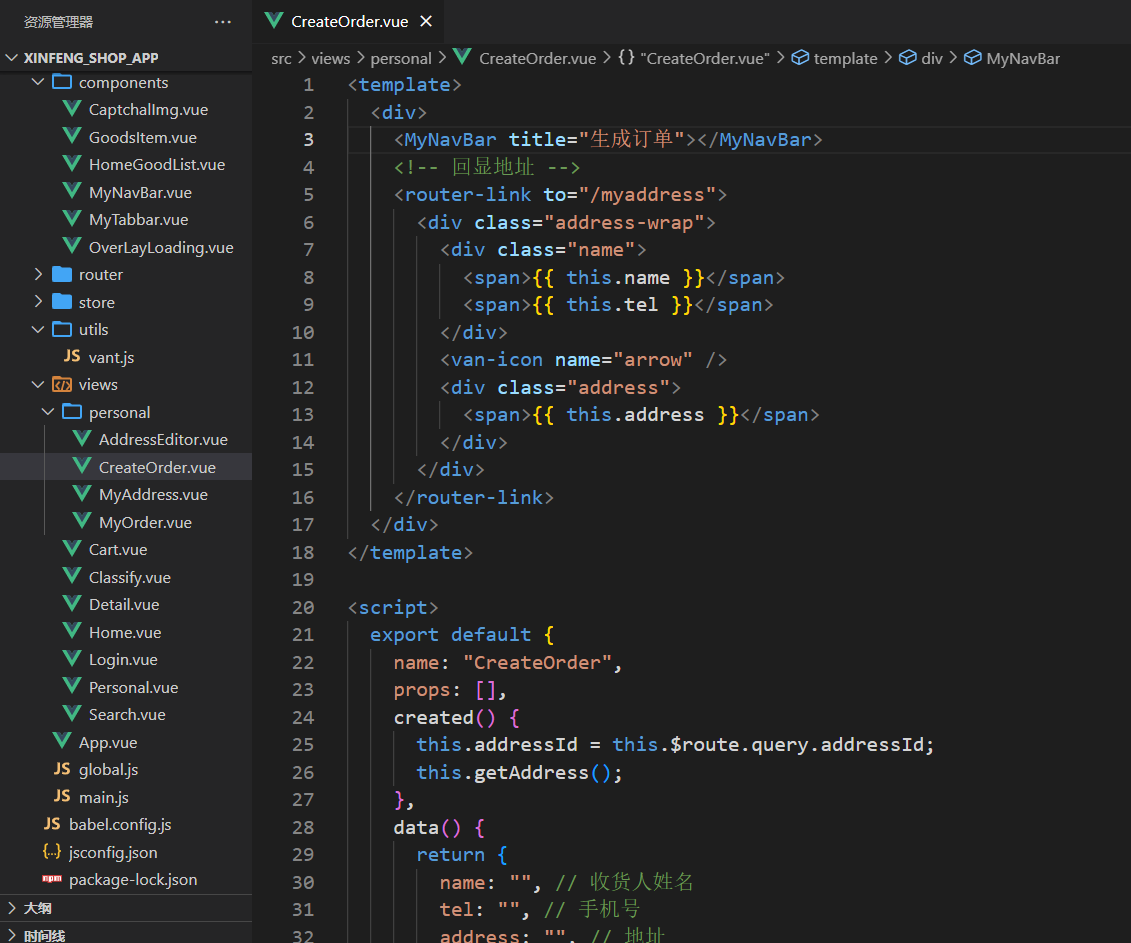 资源管理器
XINFENG_SHOP_APP
components
CaptchaImg.vue
GoodsItem.vue
HomeGoodList.vue
MyNavBar.vue
MyTabbar.vue
OverLayLoading.vue
router
store
utils
JS vant.js
views
personal
AddressEditor.vue
CreateOrder.vue
MyAddress.vue
MyOrder.vue
Cart.vue
Classify.vue
Detail.vue
Home.vue
Login.vue
Personal.vue
Search.vue
App.vue
JS global.js
JS main.js
JS babel.config.js
{..} jsconfig.json
npm package-lock.json
大纲
时间线
CreateOrder.vue
src > views > personal > CreateOrder.vue > {} "CreateOrder.vue" > template > div > MyNavBar
1 <template>
2 <div>
3 <MyNavBar title="生成订单"></MyNavBar>
4 <!-- 回显地址 -->
5 <router-link to="/myaddress">
6 <div class="address-wrap">
7 <div class="name">
8 <span>{{ this.name }}</span>
9 <span>{{ this.tel }}</span>
10 </div>
11 <van-icon name="arrow" />
12 <div class="address">
13 <span>{{ this.address }}</span>
14 </div>
15 </div>
16 </router-link>
17 </div>
18 </template>
19
20 <script>
21 export default {
22 name: "CreateOrder",
23 props: [],
24 created() {
25 this.addressId = this.$route.query.addressId;
26 this.getAddress();
27 },
28 data() {
29 return {
30 name: "", // 收货人姓名
31 tel: "", // 手机号
32 address: "", // 地址